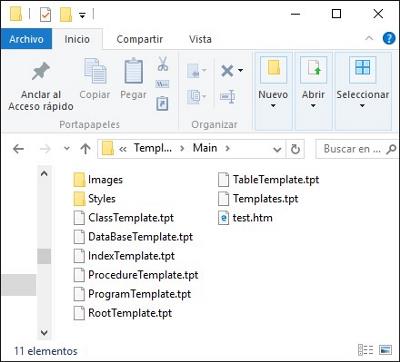 Archivo Inicio Compartir Vista
Anclar al
Acceso rápido
Copiar
Pegar
Nuevo
Abrir
Seleccionar
Portapapeles
Organizar
Templ...
Main
Buscar en ...
Images
Styles
ClassTemplate.tpt
DataBaseTemplate.tpt
IndexTemplate.tpt
ProcedureTemplate.tpt
ProgramTemplate.tpt
RootTemplate.tpt
TableTemplate.tpt
Templates.tpt
test.htm
11 elementos